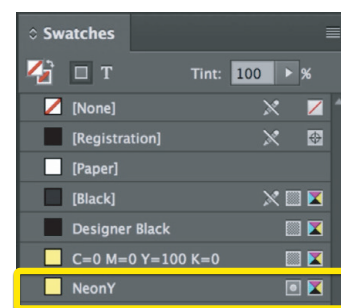 Swatches
T Tint: 100 %
[None]
[Registration]
[Paper]
[Black]
Designer Black
C=0 M=0 Y=100 K=0
NeonY